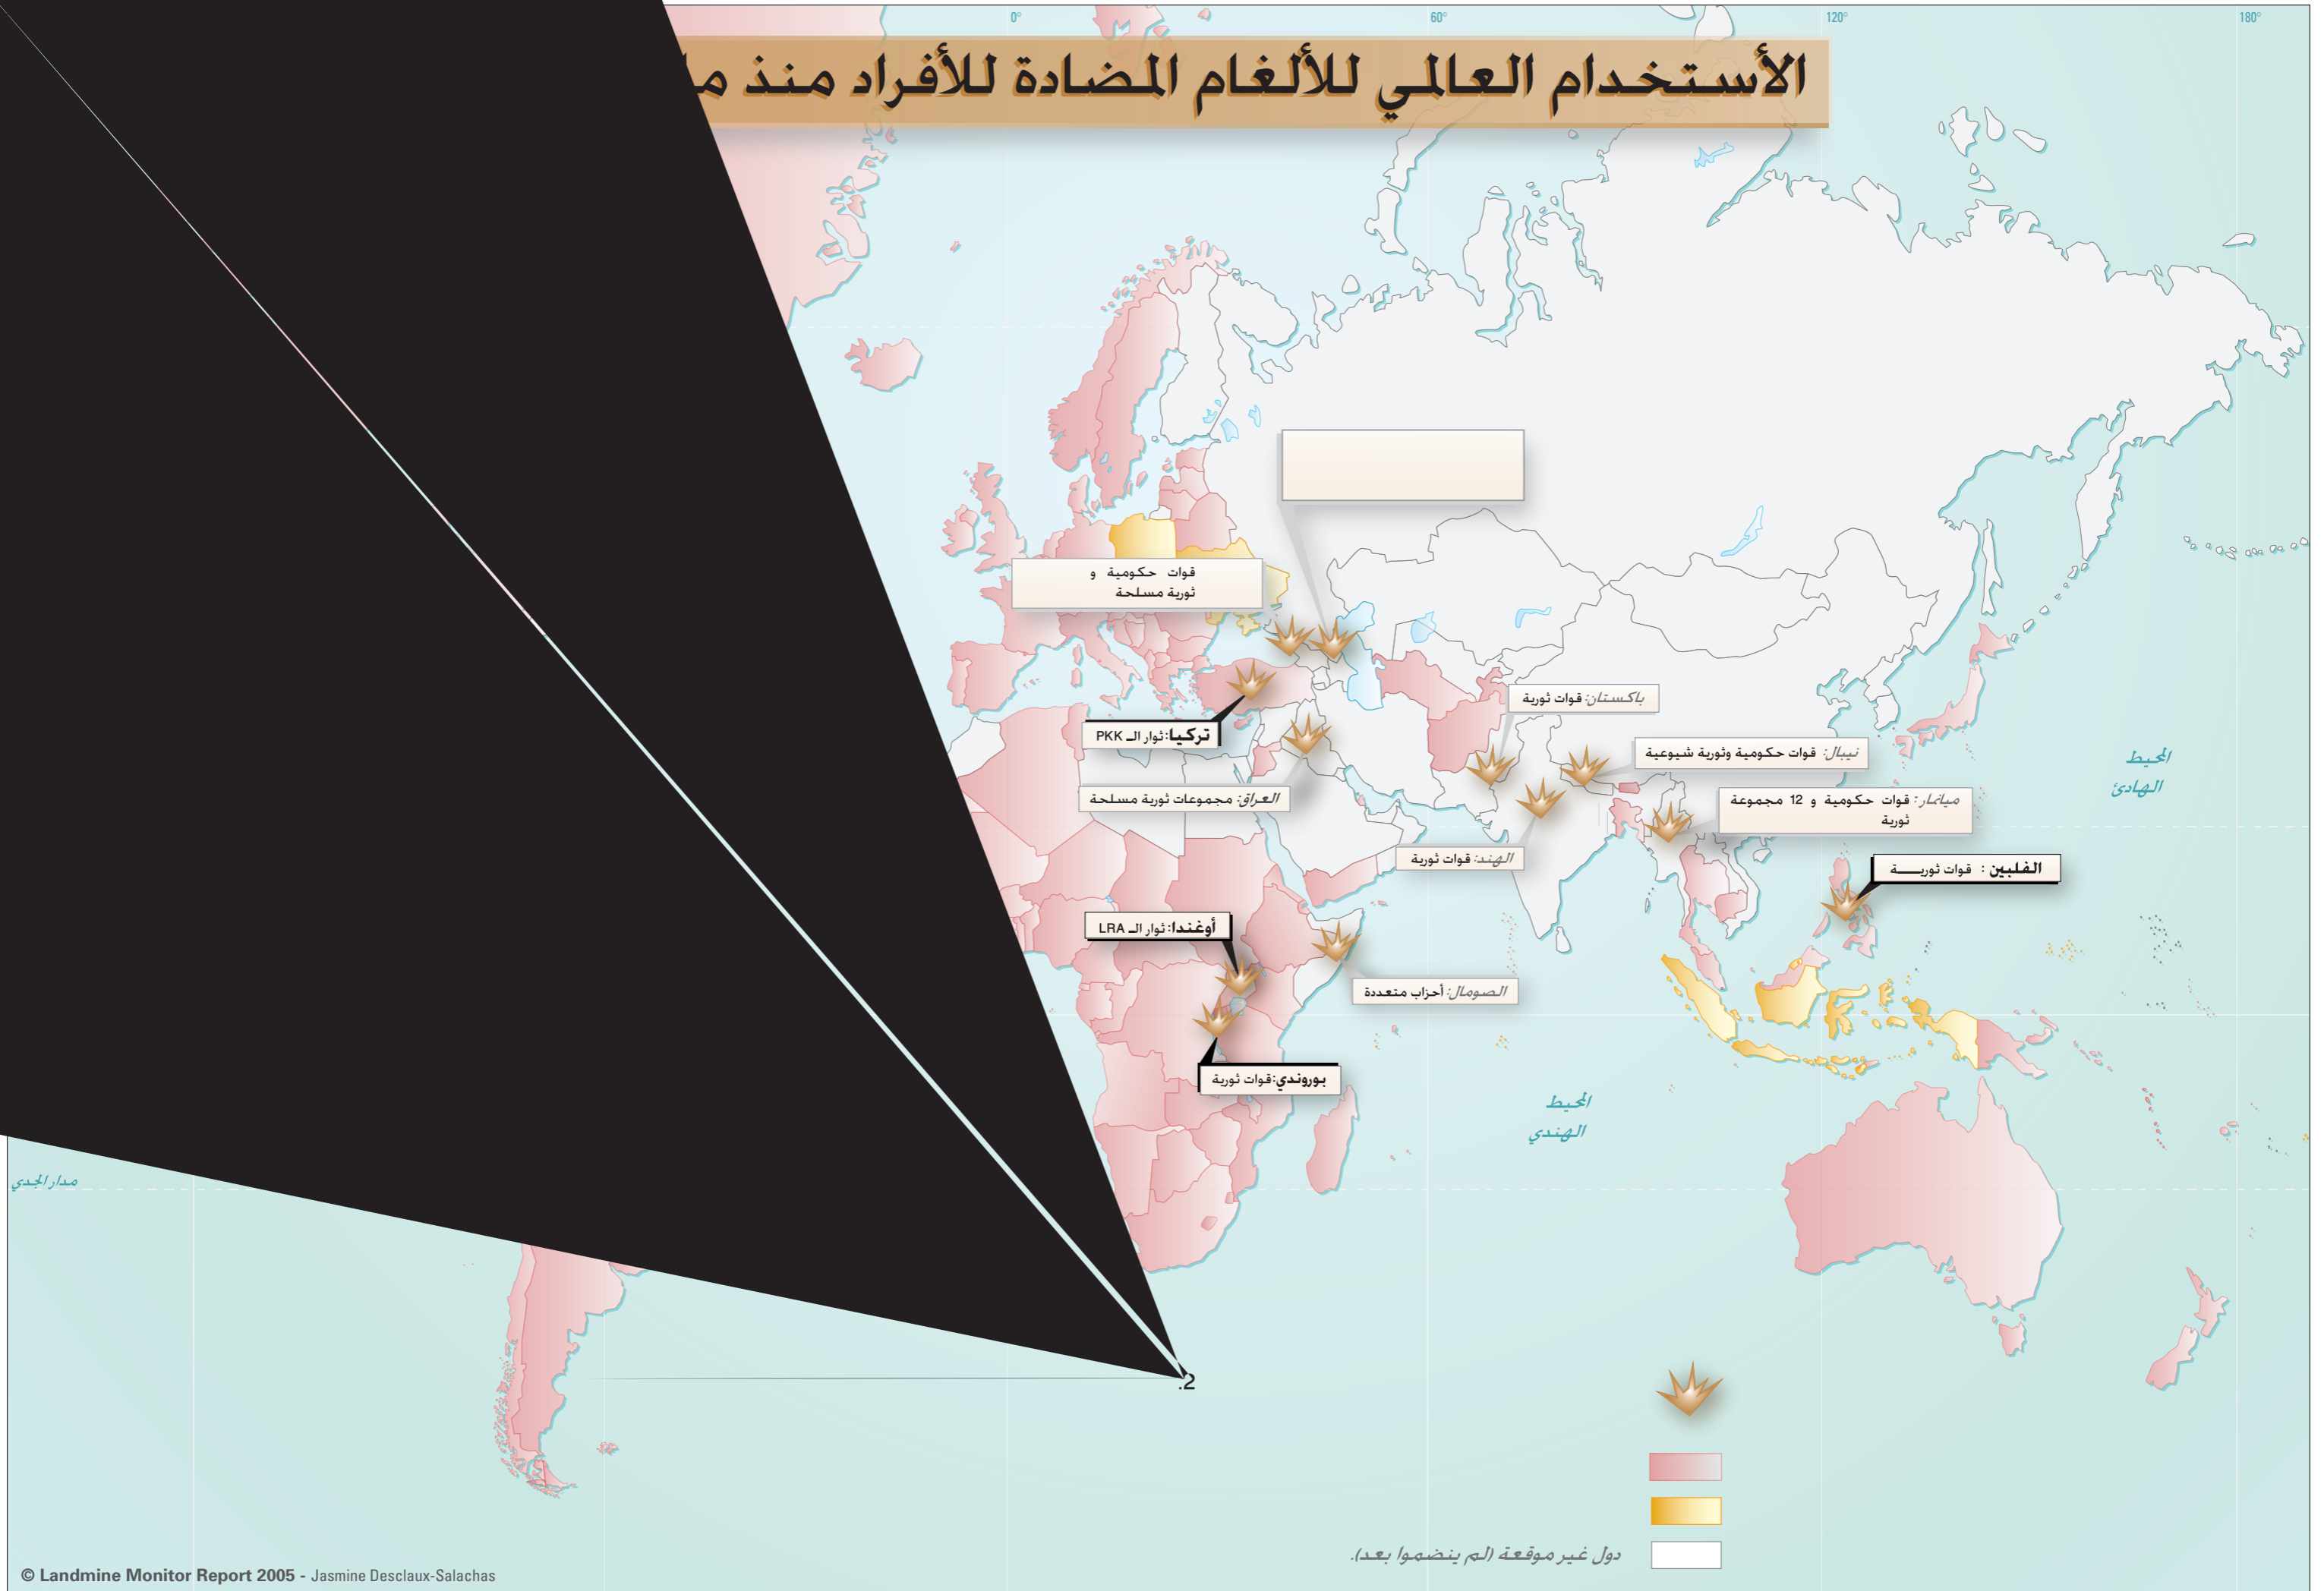 0°
60°
120°
180°
الأستخدام العالمي للألغام المضادة للأفراد منذ
قوات حكومية و
ثورية مسلحة
باكستان: قوات ثورية
تركيا: ثوار الـ PKK
نيبال: قوات حكومية وثورية شيوعية
المحيط
الهادئ
العراق: مجموعات ثورية مسلحة
ميانمار: قوات حكومية و 12 مجموعة
ثورية
الهند: قوات ثورية
الفلبين : قوات ثوريـــــة
أوغندا: ثوار الـ LRA
الصومال: أحزاب متعددة
بوروندي: قوات ثورية
المحيط
الهندي
مدار الجدي
.2
دول غير موقعة (لم ينضموا بعد).
© Landmine Monitor Report 2005 - Jasmine Desclaux-Salachas